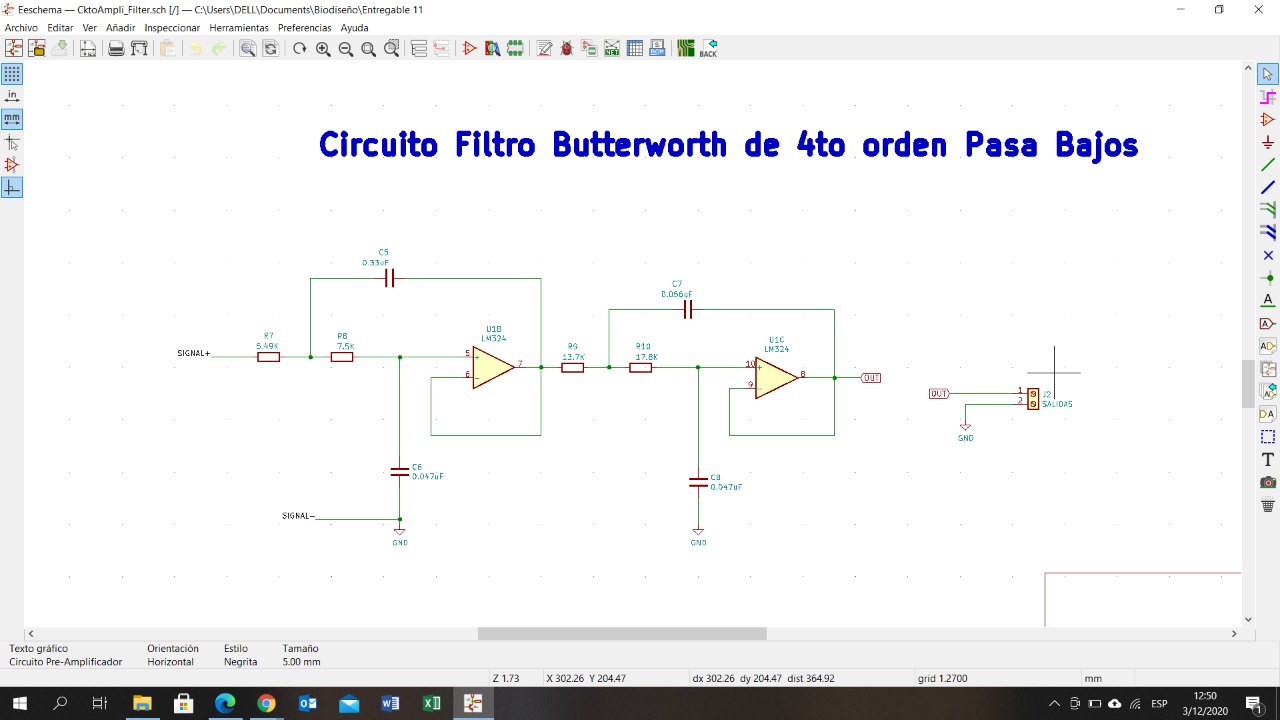 Eeschema — CktoAmpli_Filter.sch [/] — C:\Users\DELL\Documents\Biodiseño\Entregable 11
Archivo Editar Ver Añadir Inspeccionar Herramientas Preferencias Ayuda
BACK
in
mm
Circuito Filtro Butterworth de 4to orden Pasa Bajos
C5
0.33uF
C7
0.056uF
U1B
LM324
U1C
LM324
R7
5.49K
R8
7.5K
R9
13.7K
R10
17.8K
SIGNAL+
5
6
7
10
9
8
OUT
OUT
1
2
J2
SALIDAS
GND
C6
0.047uF
C8
0.047uF
SIGNAL-
GND
GND
Texto gráfico Orientación Estilo Tamaño
Circuito Pre-Amplificador Horizontal Negrita 5.00 mm
Z 1.73 X 302.26 Y 204.47 dx 302.26 dy 204.47 dist 364.92 grid 1.2700 mm
ESP
12:50
3/12/2020